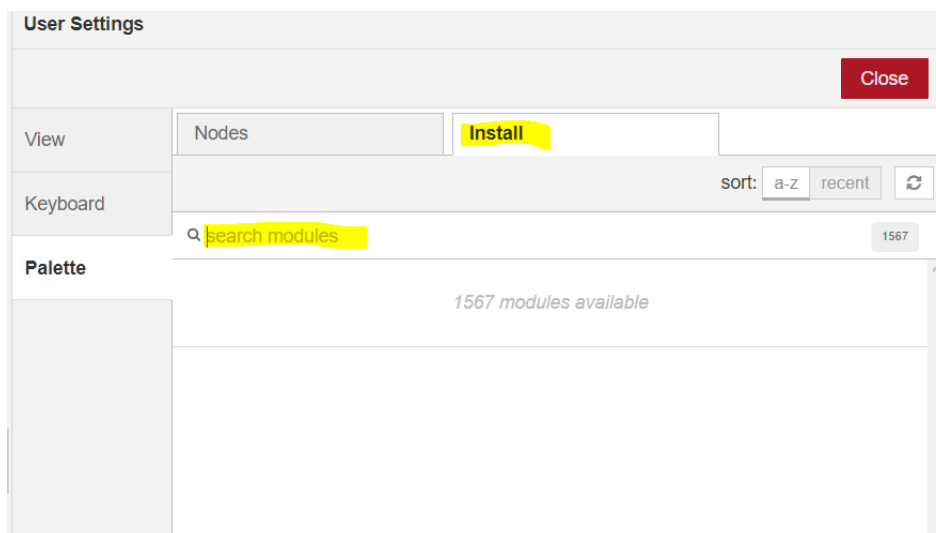 User Settings
Close
View
Keyboard
Palette
Nodes
Install
sort: a-z recent
search modules
1567
1567 modules available